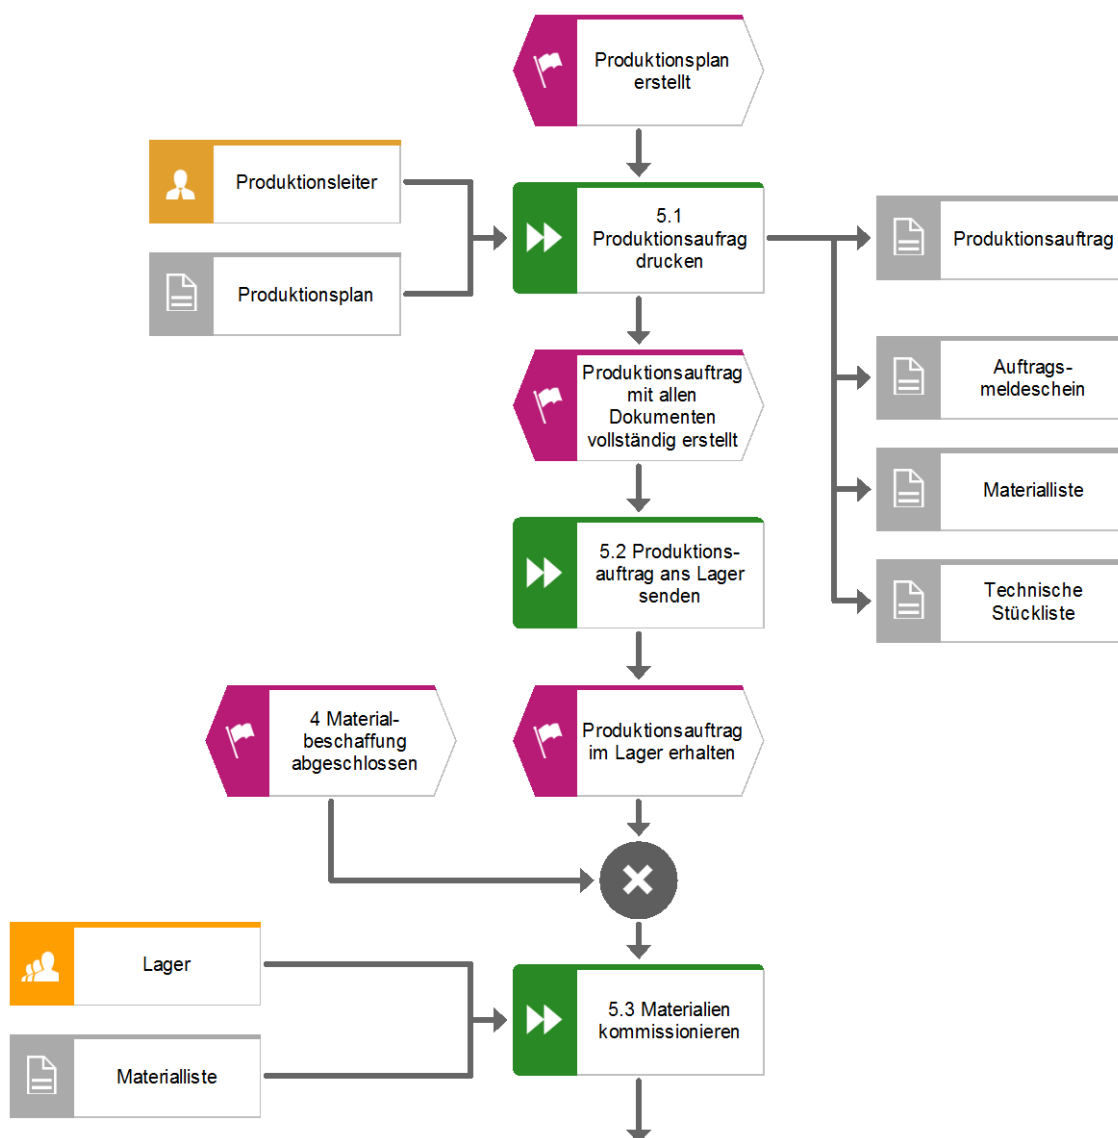 Produktionsplan
erstellt
Produktionsleiter
Produktionsplan
5.1
Produktionsaufrag
drucken
Produktionsauftrag
Produktionsauftrag
mit allen
Dokumenten
vollständig erstellt
Auftrags-
meldeschein
Materialliste
5.2 Produktions-
auftrag ans Lager
senden
Technische
Stückliste
4 Material-
beschaffung
abgeschlossen
Produktionsauftrag
im Lager erhalten
Lager
Materialliste
5.3 Materialien
kommissionieren